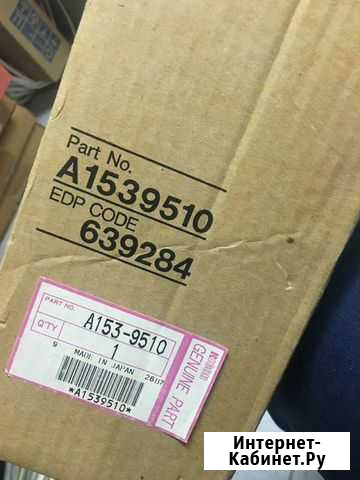 Part No.
A1539510
EDP CODE
639284
PART NO.
A153-9510
Q'TY
1
9
MADE IN JAPAN
*A1539510*
GENUINE PART
Интернет-
Кабинет.Ру